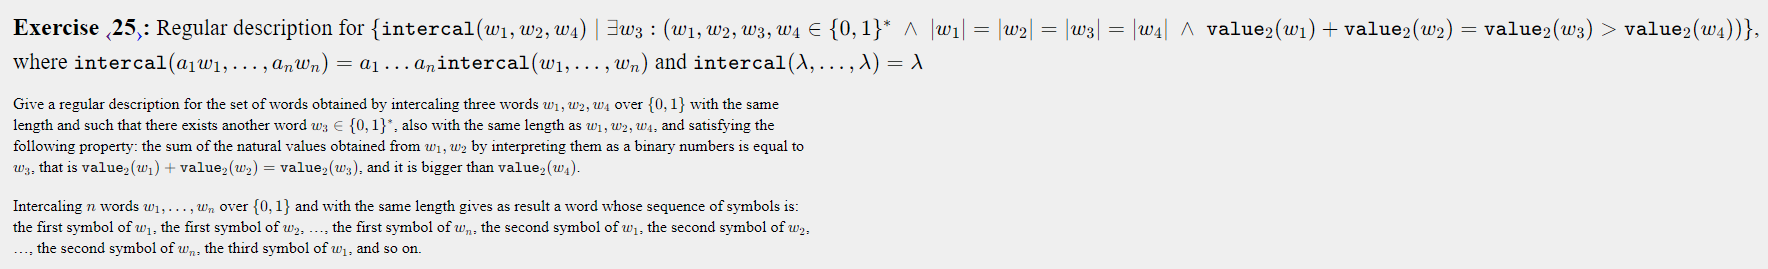 Exercise ‹25›: Regular description for {intercal(w₁, w₂, w₄) | ∃w₃ : (w₁, w₂, w₃, w₄ ∈ {0, 1}* ∧ |w₁| = |w₂| = |w₃| = |w₄| ∧ value₂(w₁) + value₂(w₂) = value₂(w₃) > value₂(w₄))},
where intercal(a₁w₁, . . . , aₙwₙ) = a₁ . . . aₙintercal(w₁, . . . , wₙ) and intercal(λ, . . . , λ) = λ
Give a regular description for the set of words obtained by intercaling three words w₁, w₂, w₄ over {0, 1} with the same
length and such that there exists another word w₃ ∈ {0, 1}*, also with the same length as w₁, w₂, w₄, and satisfying the
following property: the sum of the natural values obtained from w₁, w₂ by interpreting them as a binary numbers is equal to
w₃, that is value₂(w₁) + value₂(w₂) = value₂(w₃), and it is bigger than value₂(w₄).
Intercaling n words w₁, . . . , wₙ over {0, 1} and with the same length gives as result a word whose sequence of symbols is:
the first symbol of w₁, the first symbol of w₂, ..., the first symbol of wₙ, the second symbol of w₁, the second symbol of w₂,
..., the second symbol of wₙ, the third symbol of w₁, and so on.